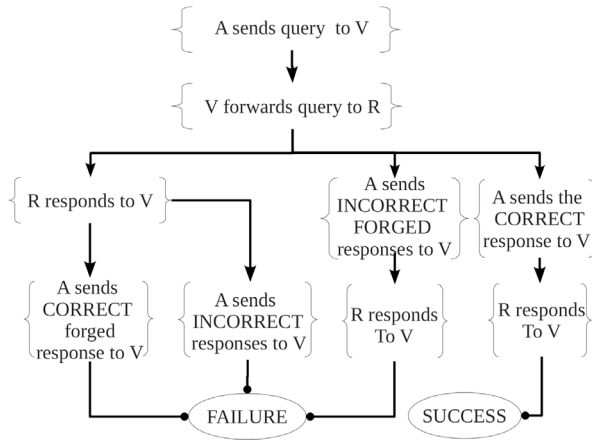 A sends query to V
V forwards query to R
R responds to V
A sends
INCORRECT
FORGED
responses to V
A sends the
CORRECT
response to V
A sends
CORRECT
forged
response to V
A sends
INCORRECT
responses to V
R responds
To V
R responds
To V
FAILURE
SUCCESS